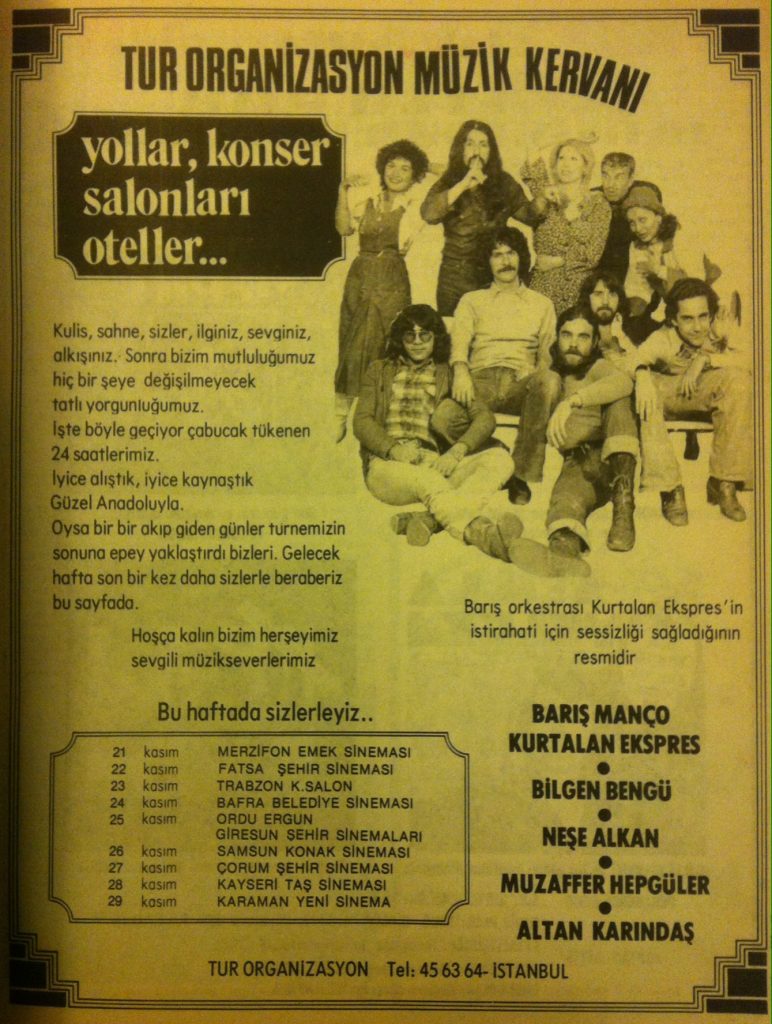 TUR ORGANİZASYON MÜZİK KERVANI
yollar, konser
salonları
oteller...
Kulis, sahne, sizler, ilginiz, sevginiz,
alkışınız. Sonra bizim mutluluğumuz
hiç bir şeye değişilmeyecek
tatlı yorgunluğumuz.
İşte böyle geçiyor çabucak tükenen
24 saatlerimiz.
İyice alıştık, iyice kaynaştık
Güzel Anadoluyla.
Oysa bir bir akıp giden günler turnemizin
sonuna epey yaklaştırdı bizleri. Gelecek
hafta son bir kez daha sizlerle beraberiz
bu sayfada.
Hoşça kalın bizim herşeyimiz
sevgili müzikseverlerimiz
Barış orkestrası Kurtalan Ekspres'in
istirahati için sessizliği sağladığının
resmidir
Bu haftada sizlerleyiz..
21 kasım MERZİFON EMEK SİNEMASI
22 kasım FATSA ŞEHİR SİNEMASI
23 kasım TRABZON K.SALON
24 kasım BAFRA BELEDİYE SİNEMASI
25 kasım ORDU ERGUN
GİRESUN ŞEHİR SİNEMALARI
26 kasım SAMSUN KONAK SİNEMASI
27 kasım ÇORUM ŞEHİR SİNEMASI
28 kasım KAYSERİ TAŞ SİNEMASI
29 kasım KARAMAN YENİ SİNEMA
BARIŞ MANÇO
KURTALAN EKSPRES
●
BİLGEN BENGÜ
●
NEŞE ALKAN
●
MUZAFFER HEPGÜLER
●
ALTAN KARINDAŞ
TUR ORGANİZASYON Tel: 45 63 64- İSTANBUL